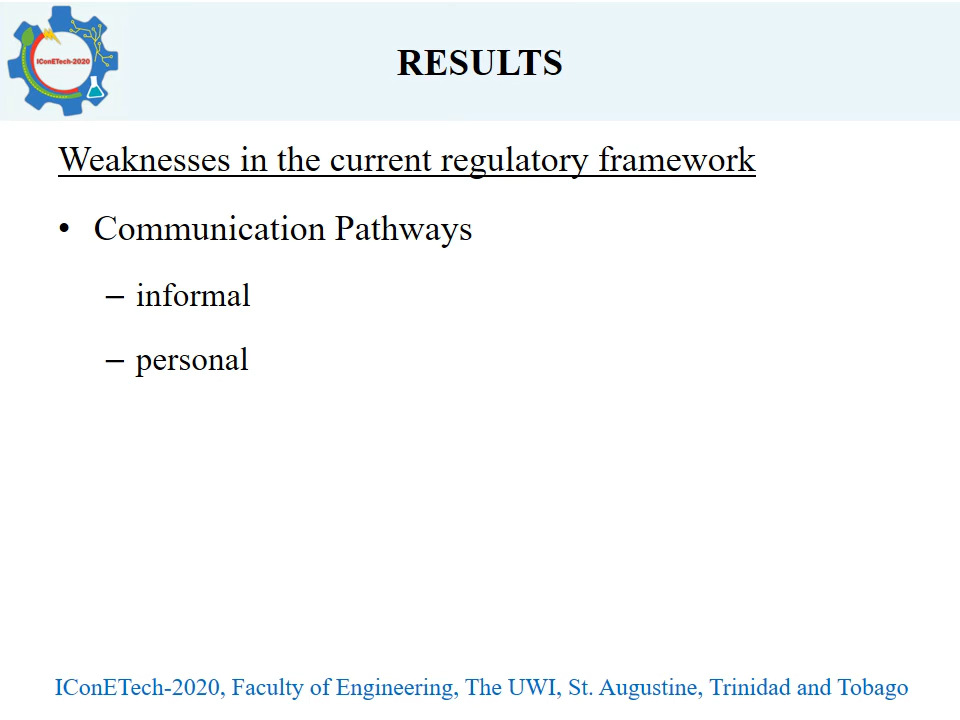 IConETech-2020
RESULTS
Weaknesses in the current regulatory framework
• Communication Pathways
– informal
– personal
IConETech-2020, Faculty of Engineering, The UWI, St. Augustine, Trinidad and Tobago